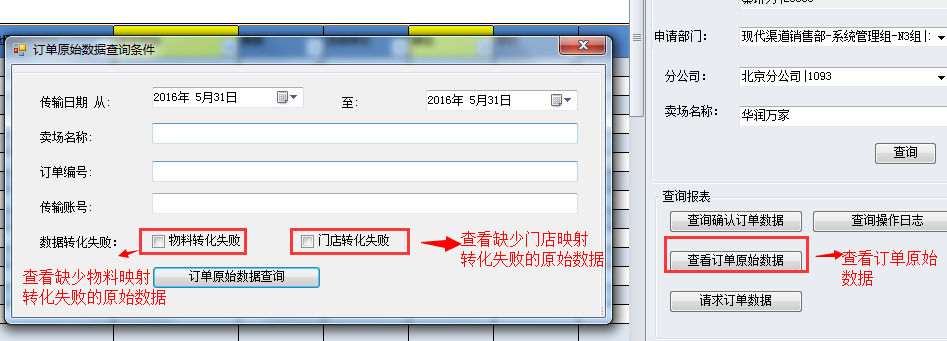 订单原始数据查询条件
传输日期 从:
2016年 5月31日
至:
2016年 5月31日
卖场名称:
订单编号:
传输账号:
数据转化失败:
物料转化失败
门店转化失败
查看缺少门店映射
转化失败的原始数据
查看缺少物料映射
转化失败的原始数据
订单原始数据查询
申请部门:
现代渠道销售部-系统管理组-N3组
分公司:
北京分公司|1093
卖场名称:
华润万家
查询
查询报表
查询确认订单数据
查询操作日志
查看订单原始数据
查看订单原始
数据
请求订单数据